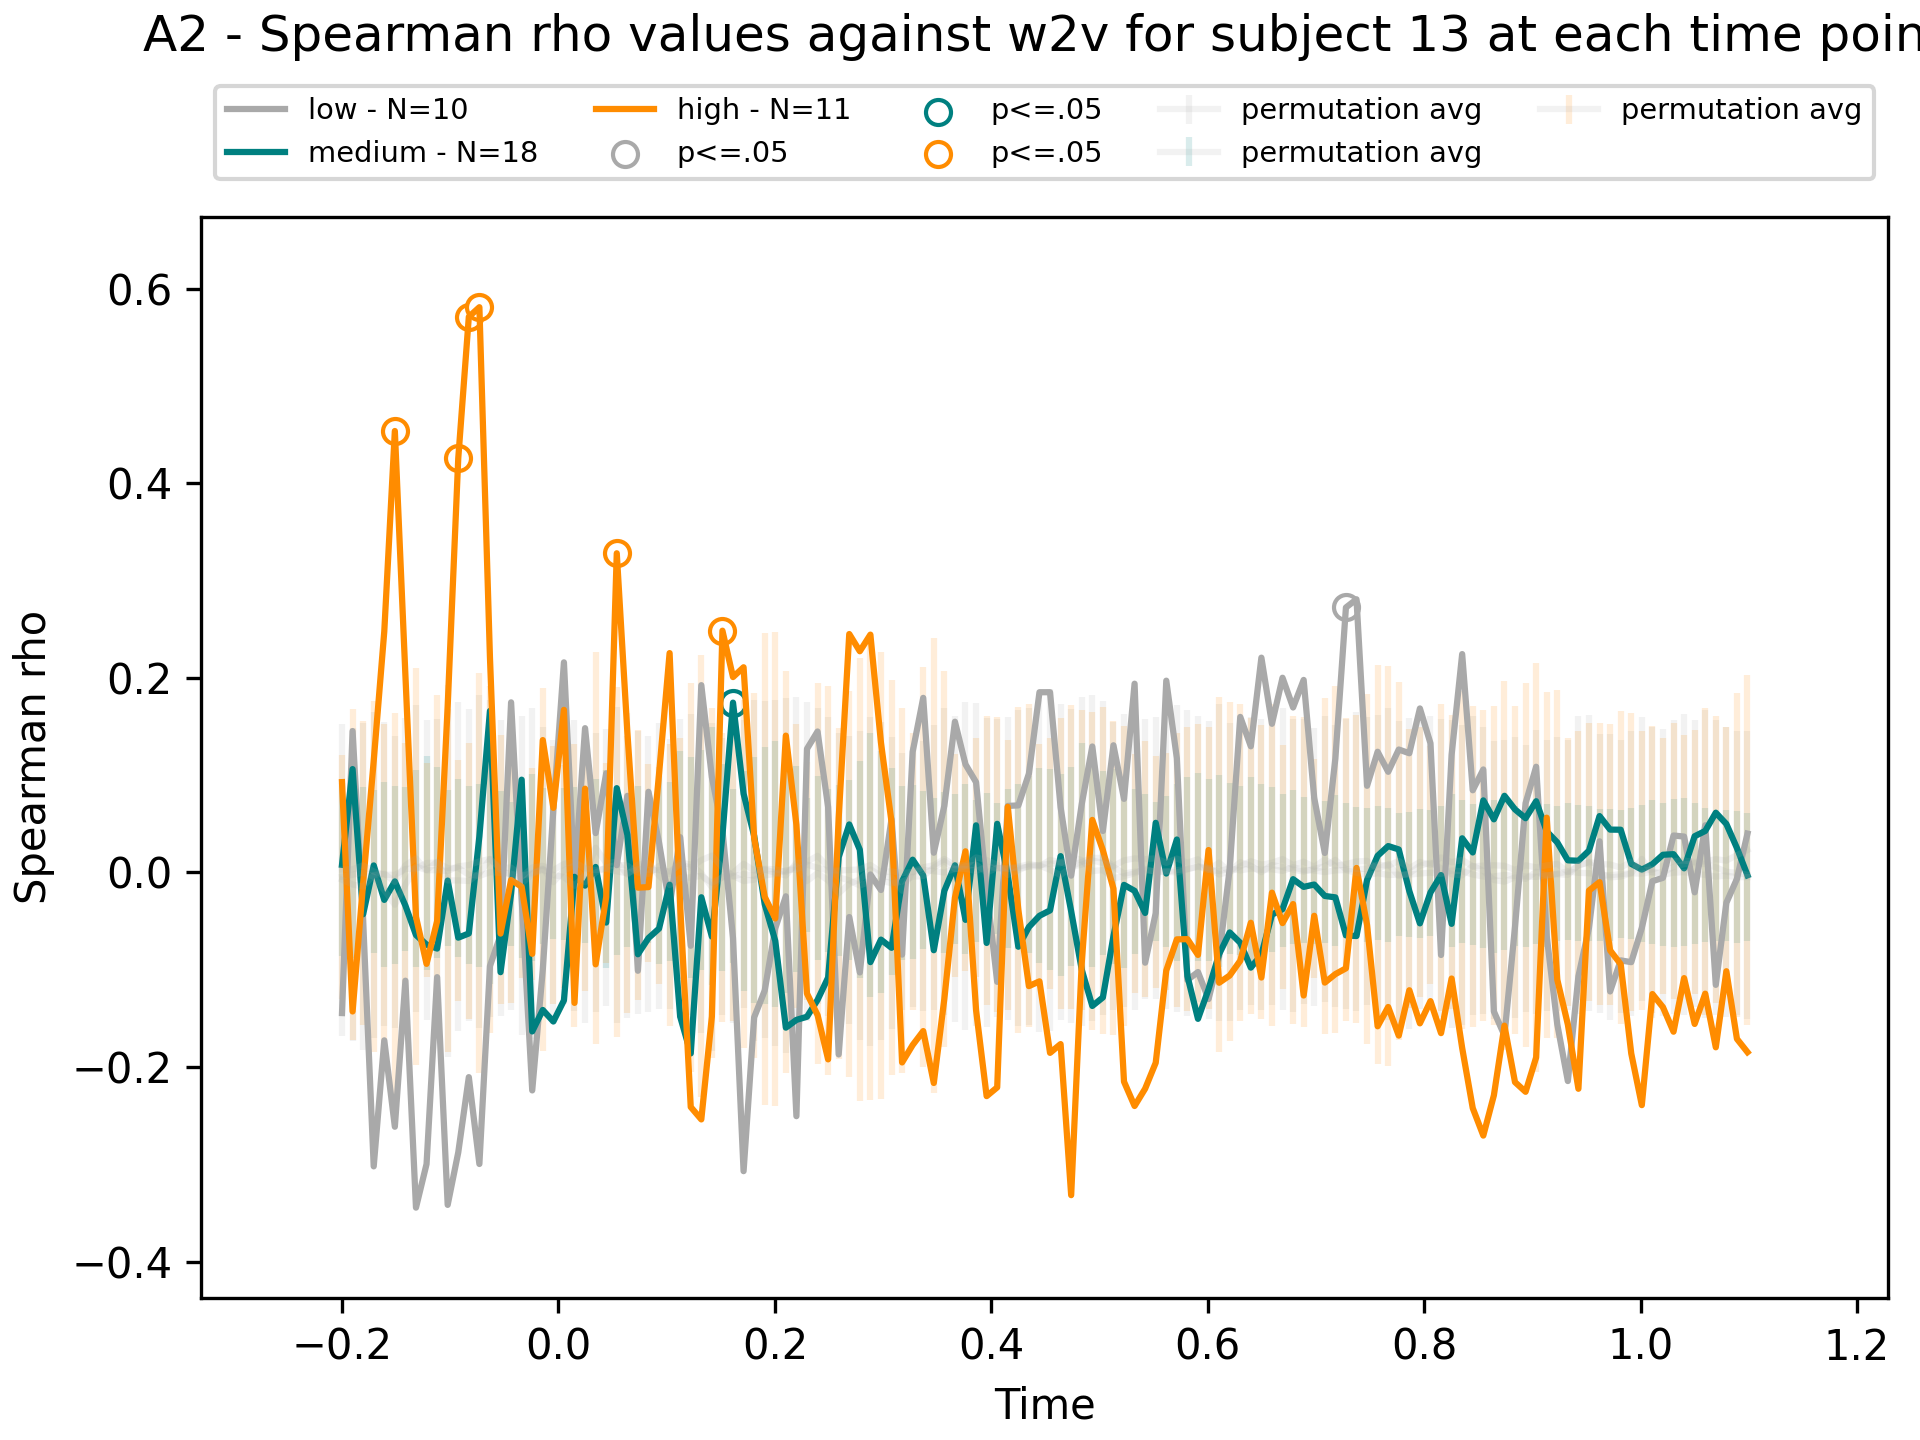 A2 - Spearman rho values against w2v for subject 13 at each time poin
low - N=10
medium - N=18
high - N=11
p<=.05
p<=.05
p<=.05
permutation avg
permutation avg
permutation avg
Spearman rho
0.6
0.4
0.2
0.0
−0.2
−0.4
−0.2 0.0 0.2 0.4 0.6 0.8 1.0 1.2
Time